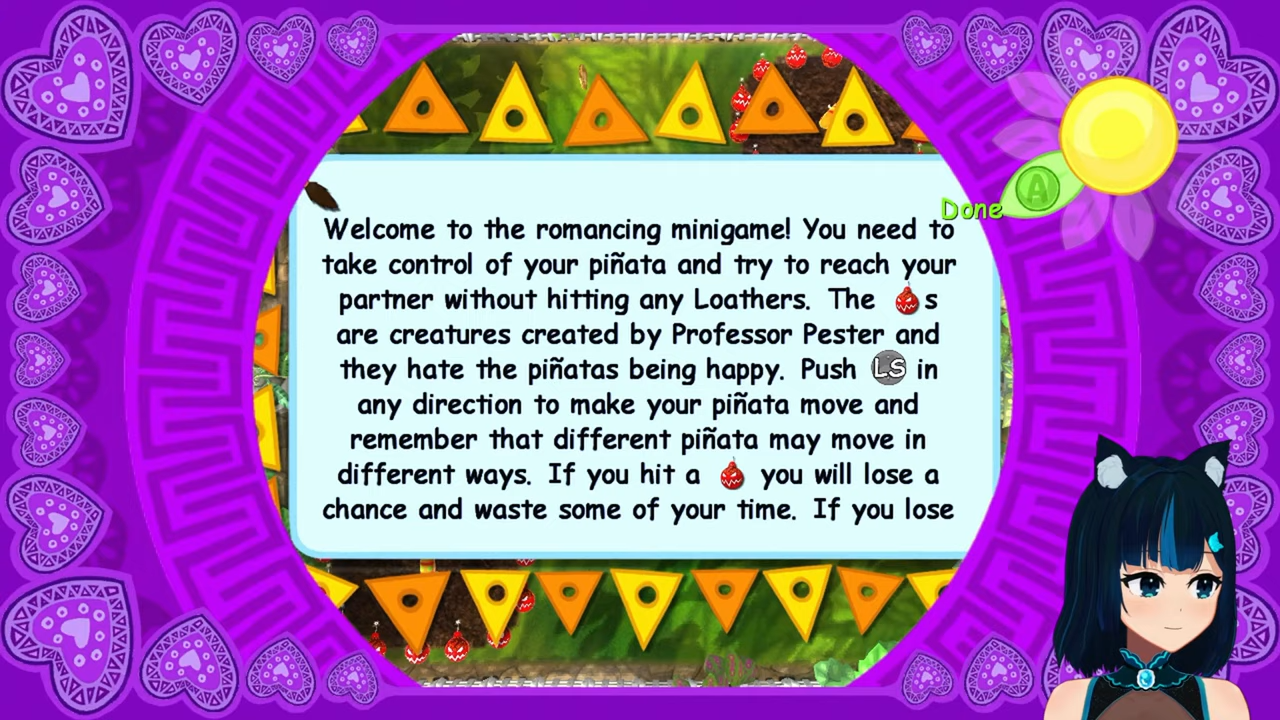 Welcome to the romancing minigame! You need to
take control of your piñata and try to reach your
partner without hitting any Loathers. The s
are creatures created by Professor Pester and
they hate the piñatas being happy. Push LS in
any direction to make your piñata move and
remember that different piñata may move in
different ways. If you hit a you will lose a
chance and waste some of your time. If you lose
A
Done